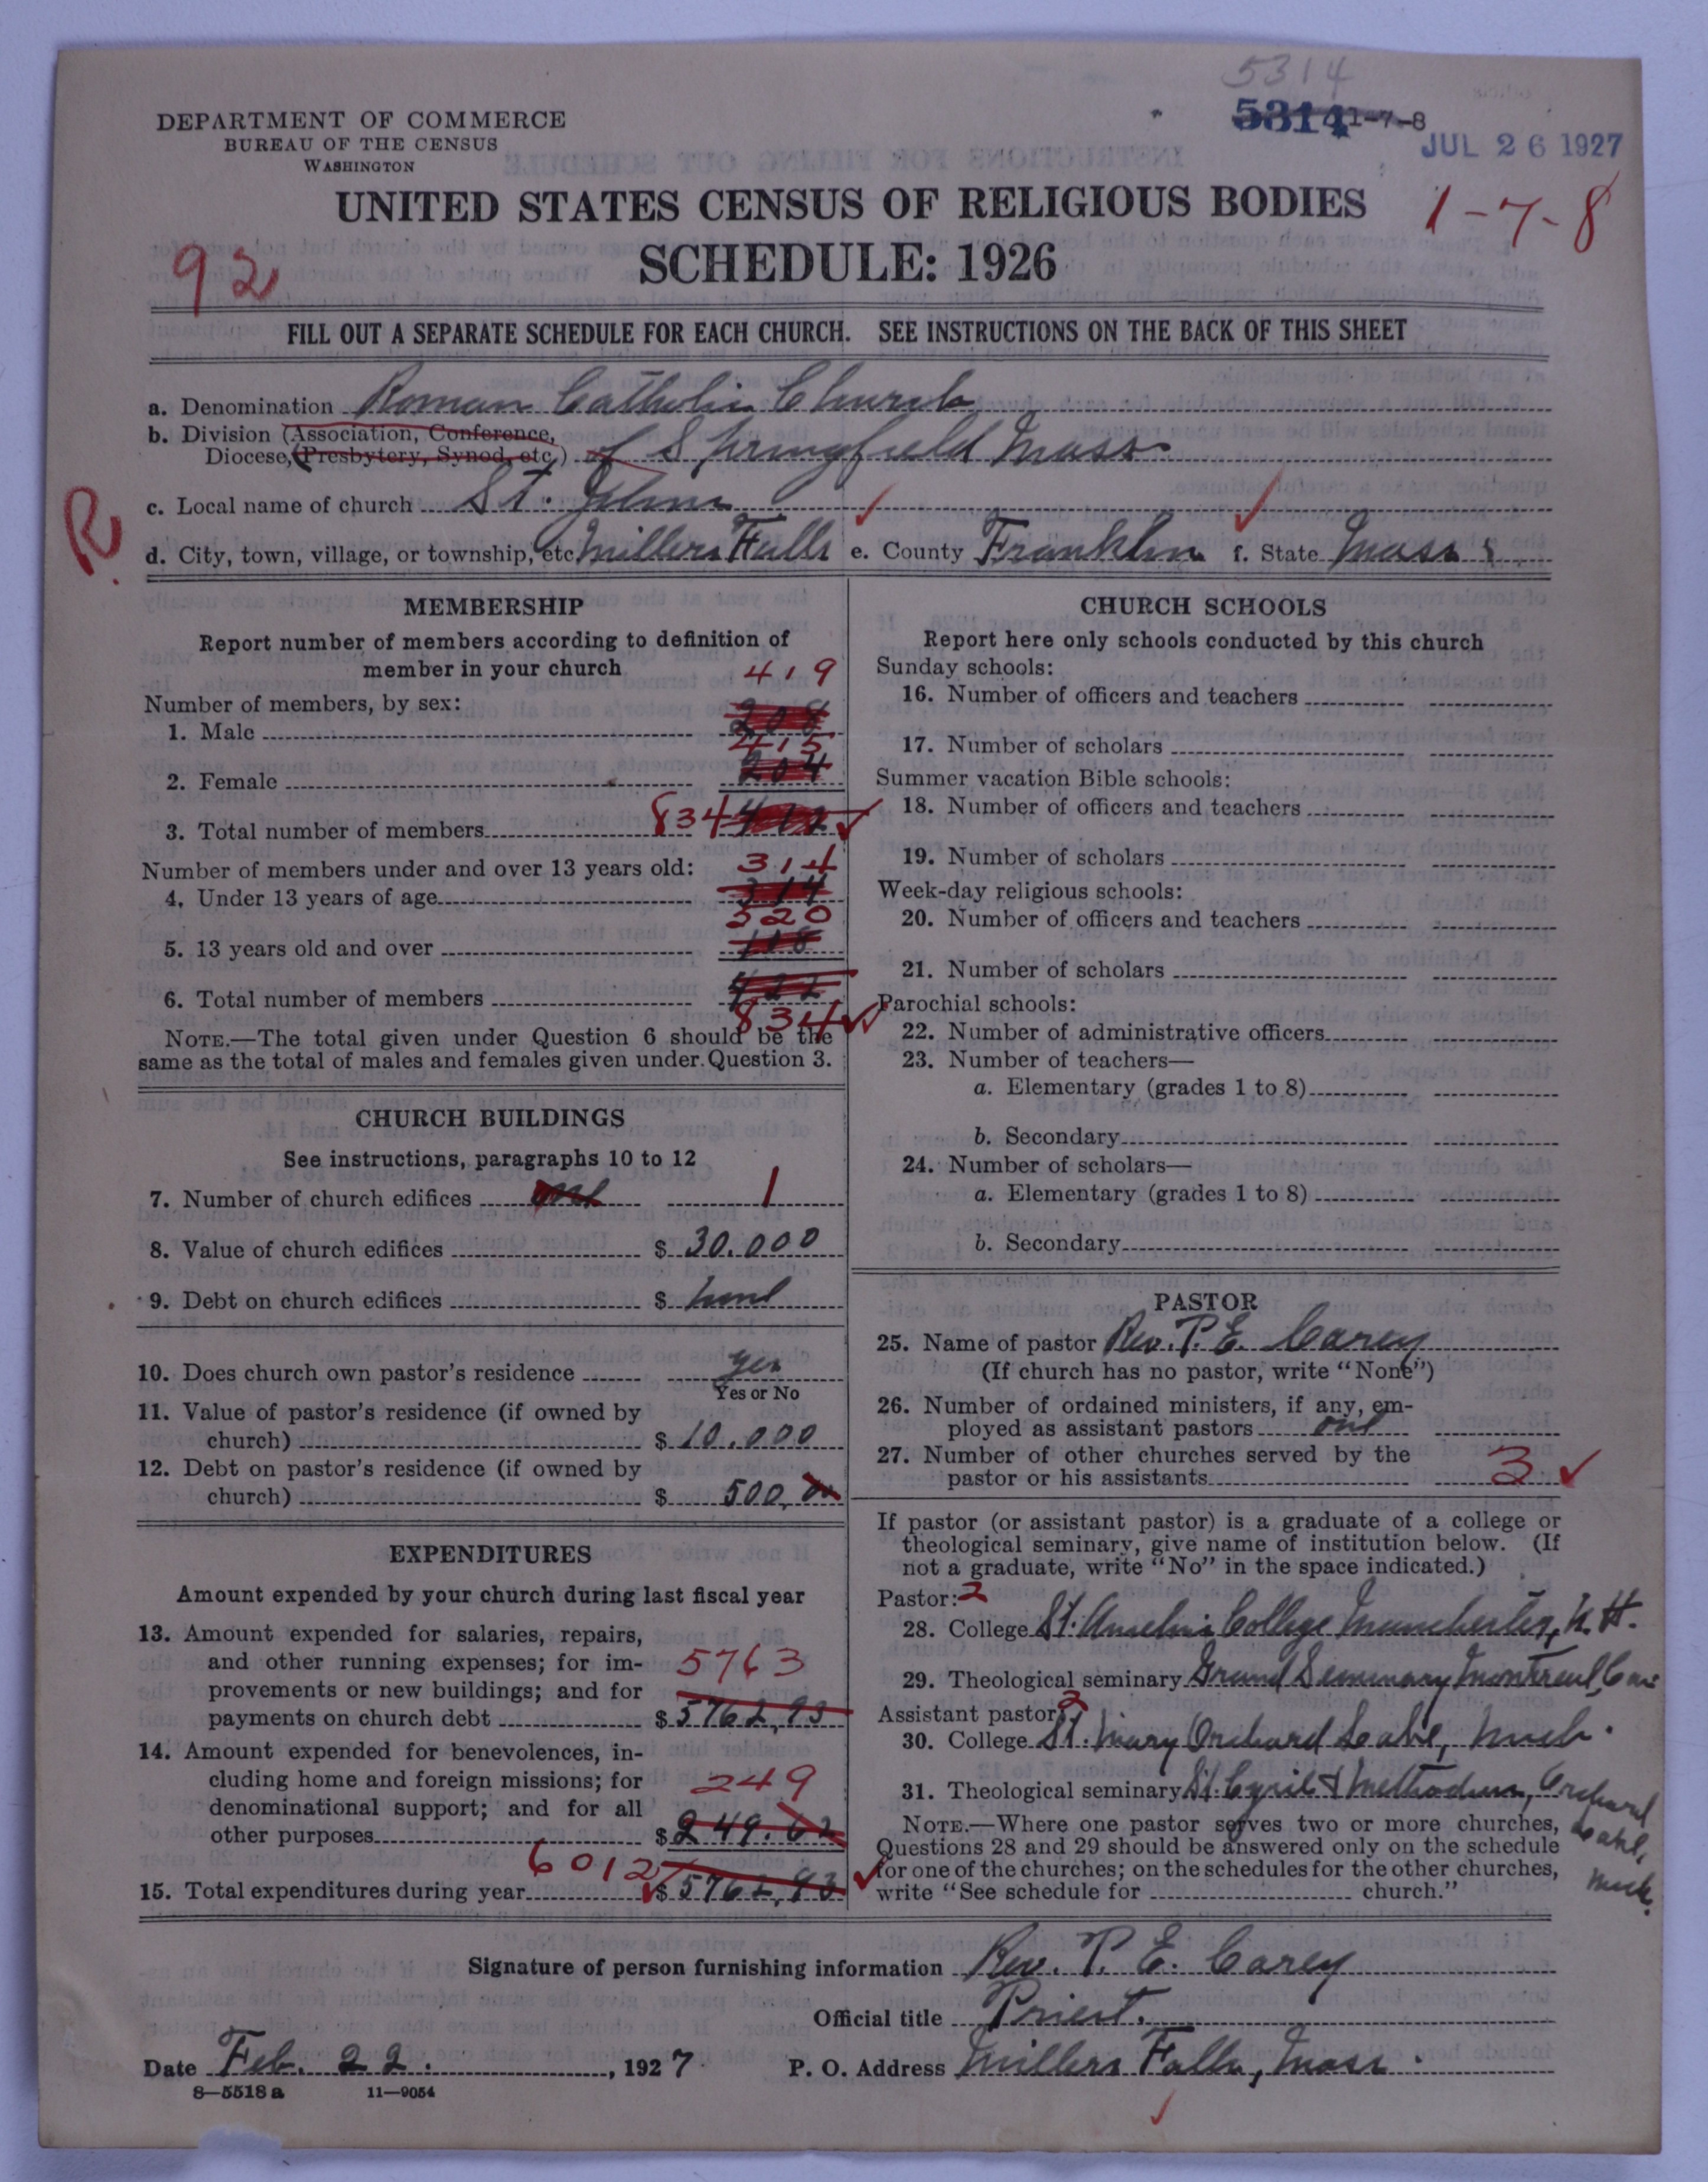 5314
5314 1-7-8
JUL 26 1927
DEPARTMENT OF COMMERCE
BUREAU OF THE CENSUS
WASHINGTON
UNITED STATES CENSUS OF RELIGIOUS BODIES
1-7-8
SCHEDULE: 1926
92
FILL OUT A SEPARATE SCHEDULE FOR EACH CHURCH. SEE INSTRUCTIONS ON THE BACK OF THIS SHEET
a. Denomination Roman Catholic Church
b. Division (Association, Conference,
Diocese, (Presbytery, Synod, etc.) of Springfield Mass
c. Local name of church St. John
R
d. City, town, village, or township, etc Millers Falls e. County Franklin f. State Mass
MEMBERSHIP
Report number of members according to definition of
member in your church
419
Number of members, by sex:
1. Male 208
415
2. Female 204
3. Total number of members 834 412
Number of members under and over 13 years old: 314
4. Under 13 years of age 314
520
5. 13 years old and over 108
6. Total number of members 422
834
NOTE.—The total given under Question 6 should be the
same as the total of males and females given under Question 3.
CHURCH BUILDINGS
See instructions, paragraphs 10 to 12
7. Number of church edifices one 1
8. Value of church edifices $ 30.000
9. Debt on church edifices $ none
10. Does church own pastor's residence yes
Yes or No
11. Value of pastor's residence (if owned by
church) $ 10.000
12. Debt on pastor's residence (if owned by
church) $ 500,00
EXPENDITURES
Amount expended by your church during last fiscal year
13. Amount expended for salaries, repairs,
and other running expenses; for im- 5763
provements or new buildings; and for
payments on church debt $ 5762,93
14. Amount expended for benevolences, in-
cluding home and foreign missions; for 249
denominational support; and for all
other purposes $ 249.62
6012
15. Total expenditures during year $ 5762,93
CHURCH SCHOOLS
Report here only schools conducted by this church
Sunday schools:
16. Number of officers and teachers
17. Number of scholars
Summer vacation Bible schools:
18. Number of officers and teachers
19. Number of scholars
Week-day religious schools:
20. Number of officers and teachers
21. Number of scholars
Parochial schools:
22. Number of administrative officers
23. Number of teachers—
a. Elementary (grades 1 to 8)
b. Secondary
24. Number of scholars—
a. Elementary (grades 1 to 8)
b. Secondary
PASTOR
25. Name of pastor Rev. P. E. Carey
(If church has no pastor, write "None")
26. Number of ordained ministers, if any, em-
ployed as assistant pastors one
27. Number of other churches served by the
pastor or his assistants 3
If pastor (or assistant pastor) is a graduate of a college or
theological seminary, give name of institution below. (If
not a graduate, write "No" in the space indicated.)
Pastor: 2
28. College St. Anselm's College Manchester, N. H.
29. Theological seminary Grand Seminary Montreal, Can
Assistant pastor: 2
30. College St. Mary Orchard Lake, Mich.
31. Theological seminary St. Cyril & Methodius, Orchard
Lake,
Mich.
NOTE.—Where one pastor serves two or more churches,
Questions 28 and 29 should be answered only on the schedule
for one of the churches; on the schedules for the other churches,
write "See schedule for church."
Signature of person furnishing information Rev. P. E. Carey
Official title Priest.
Date Feb. 22. , 1927 P. O. Address Millers Falls, Mass.
8—5518 a 11—9054